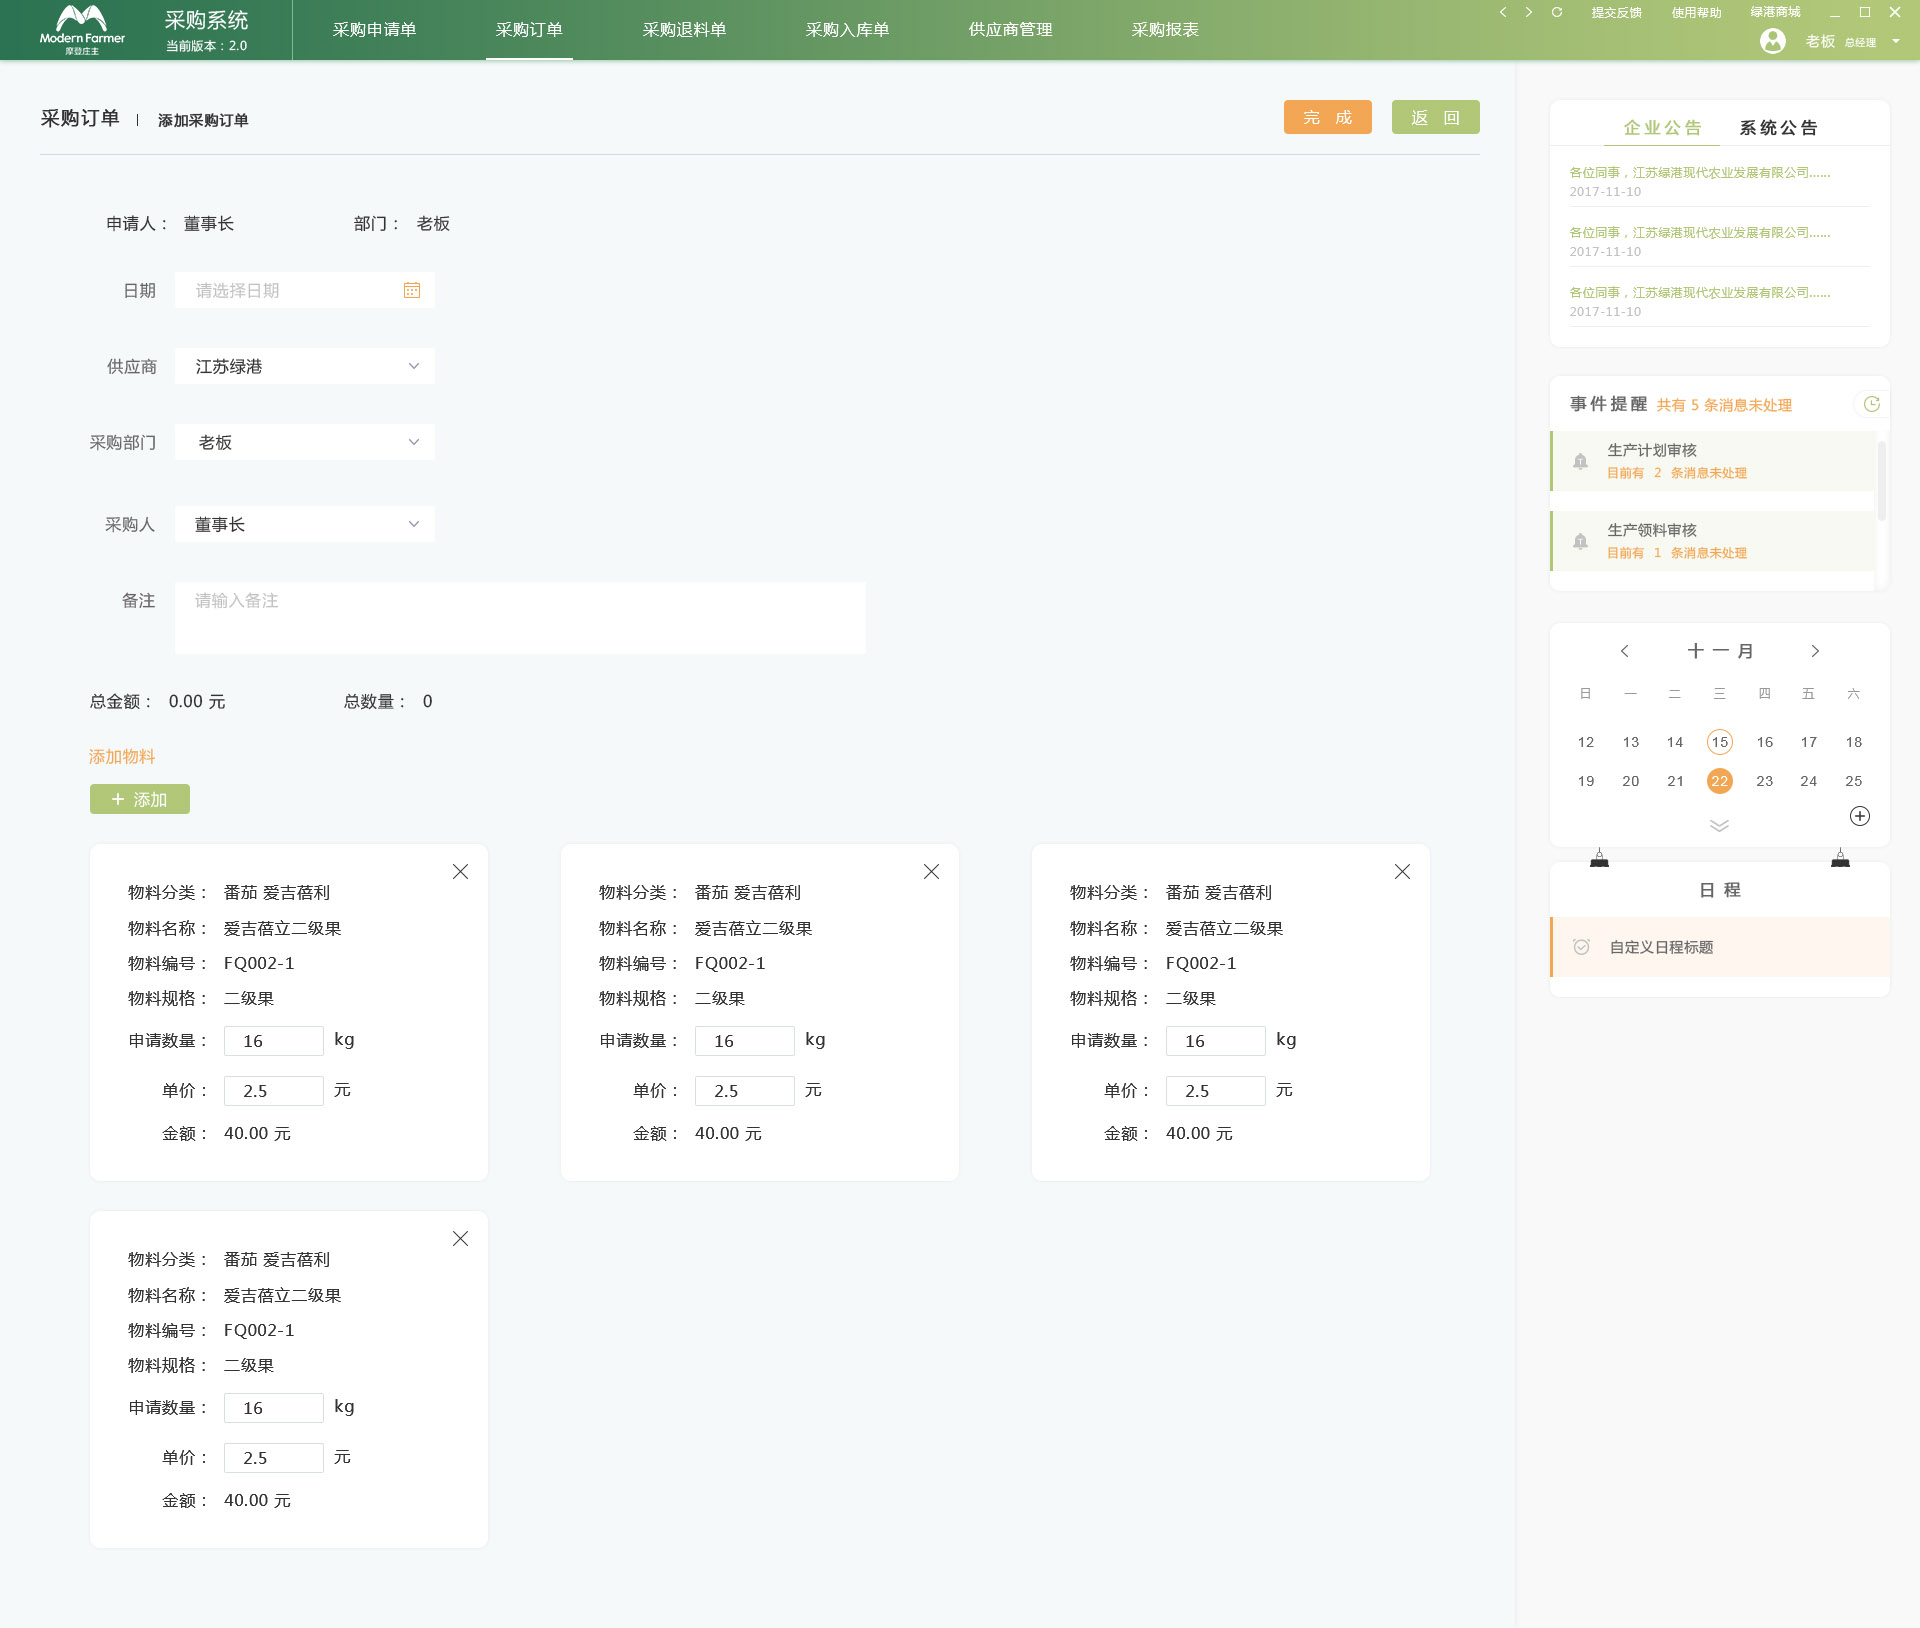 Modern Farmer
摩登庄主
采购系统
当前版本：2.0
采购申请单 采购订单 采购退料单 采购入库单 供应商管理 采购报表
提交反馈 使用帮助 绿港商城
老板 总经理
采购订单 | 添加采购订单
完 成 返 回
申请人： 董事长 部门： 老板
日期 请选择日期
供应商 江苏绿港
采购部门 老板
采购人 董事长
备注 请输入备注
总金额： 0.00 元 总数量： 0
添加物料
+ 添加
物料分类： 番茄 爱吉蓓利
物料名称： 爱吉蓓立二级果
物料编号： FQ002-1
物料规格： 二级果
申请数量： 16 kg
单价： 2.5 元
金额： 40.00 元
物料分类： 番茄 爱吉蓓利
物料名称： 爱吉蓓立二级果
物料编号： FQ002-1
物料规格： 二级果
申请数量： 16 kg
单价： 2.5 元
金额： 40.00 元
物料分类： 番茄 爱吉蓓利
物料名称： 爱吉蓓立二级果
物料编号： FQ002-1
物料规格： 二级果
申请数量： 16 kg
单价： 2.5 元
金额： 40.00 元
物料分类： 番茄 爱吉蓓利
物料名称： 爱吉蓓立二级果
物料编号： FQ002-1
物料规格： 二级果
申请数量： 16 kg
单价： 2.5 元
金额： 40.00 元
企业公告 系统公告
各位同事，江苏绿港现代农业发展有限公司......
2017-11-10
各位同事，江苏绿港现代农业发展有限公司......
2017-11-10
各位同事，江苏绿港现代农业发展有限公司......
2017-11-10
事件提醒 共有 5 条消息未处理
生产计划审核
目前有 2 条消息未处理
生产领料审核
目前有 1 条消息未处理
十一月
日 一 二 三 四 五 六
12 13 14 15 16 17 18
19 20 21 22 23 24 25
日 程
自定义日程标题